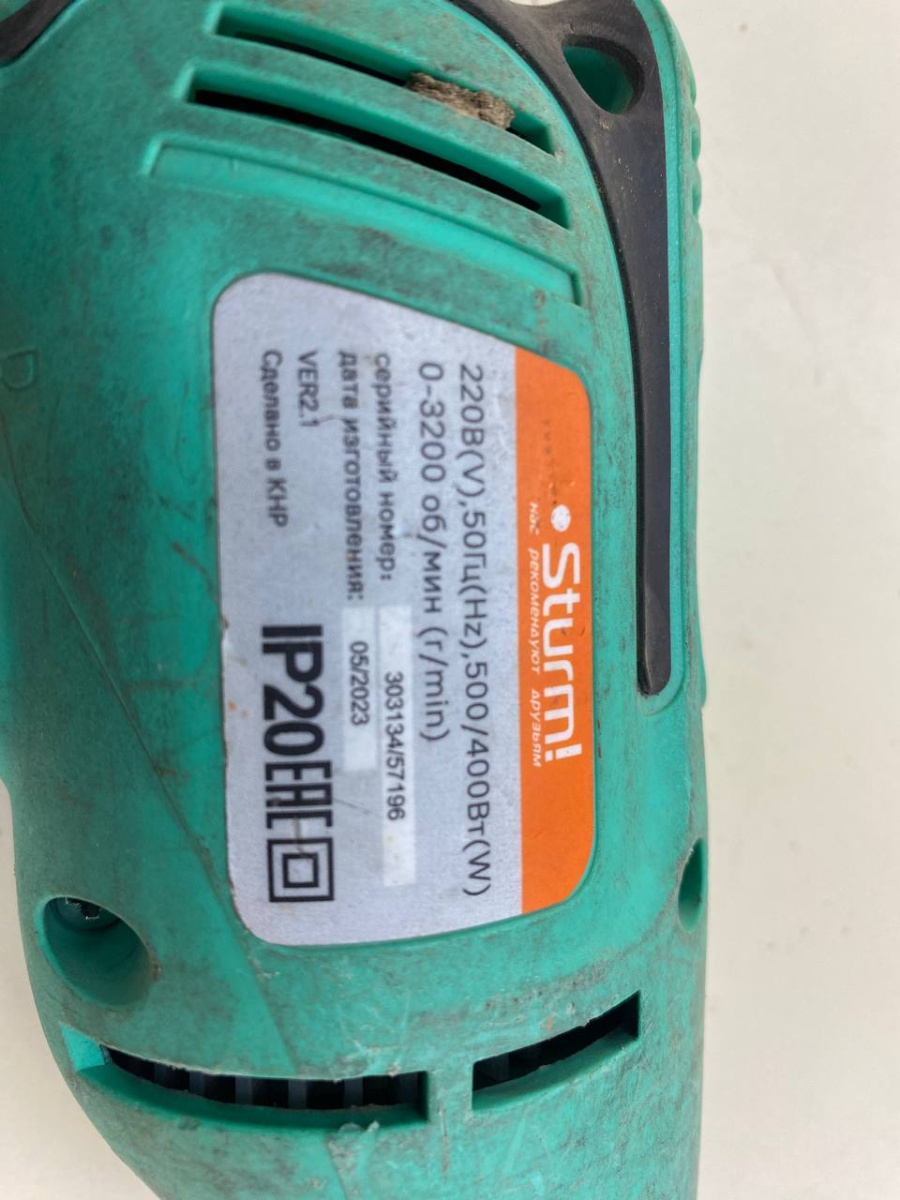 Sturm!
нас рекомендуют друзьям
220В(V),50Гц(Hz),500/400Вт(W)
0-3200 об/мин (r/min)
серийный номер: 303134/57196
дата изготовления: 05/2023
VER2.1
Сделано в КНР
IP20 EAC